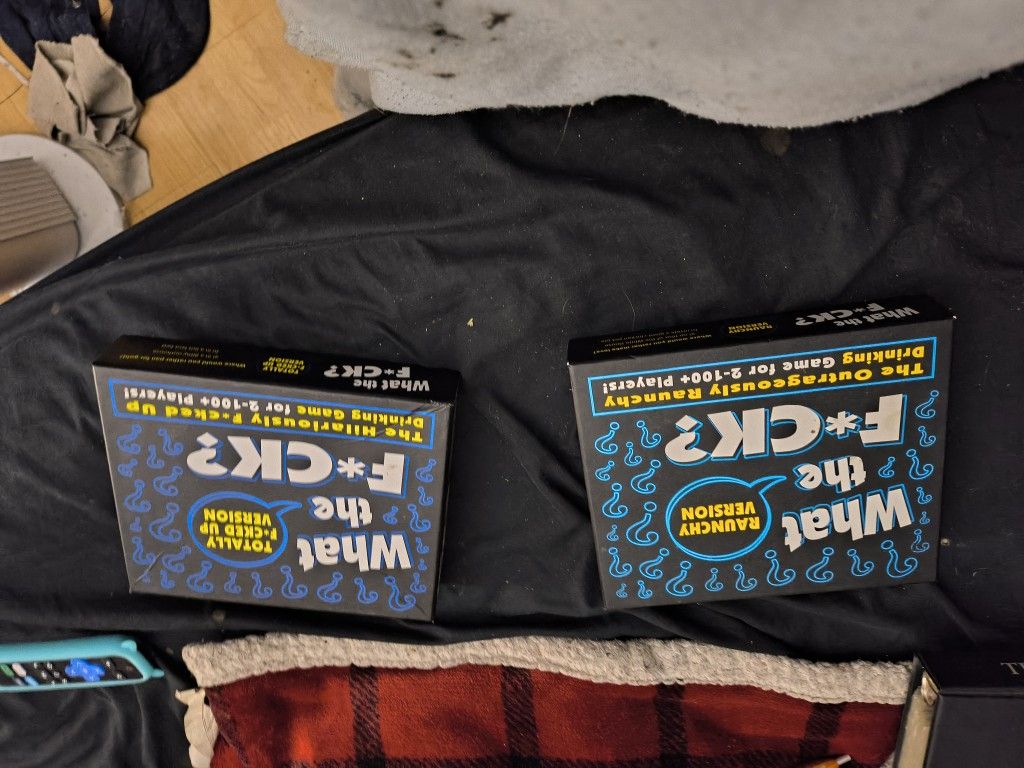 What
the
F*CK?
TOTALLY
F*CKED UP
VERSION
The Hilariously F*cked Up
Drinking Game for 2-100+ Players!
What the
F*CK?
TOTALLY
F*CKED UP
VERSION
What
the
F*CK?
RAUNCHY
VERSION
The Outrageously Raunchy
Drinking Game for 2-100+ Players!
What the
F*CK?
RAUNCHY
VERSION